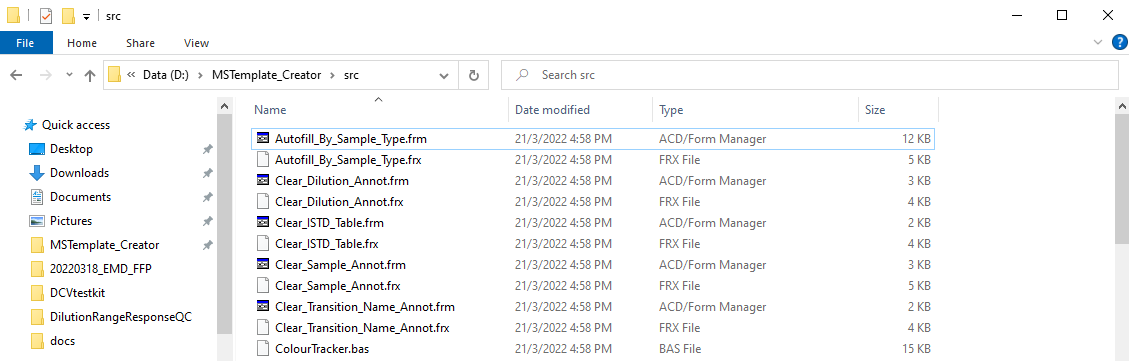 src
File Home Share View
« Data (D:) > MSTemplate_Creator > src Search src
Name Date modified Type Size
Quick access
Desktop
Downloads
Documents
Pictures
MSTemplate_Creator
20220318_EMD_FFP
DCVtestkit
DilutionRangeResponseQC
docs
Autofill_By_Sample_Type.frm 21/3/2022 4:58 PM ACD/Form Manager 12 KB
Autofill_By_Sample_Type.frx 21/3/2022 4:58 PM FRX File 5 KB
Clear_Dilution_Annot.frm 21/3/2022 4:58 PM ACD/Form Manager 3 KB
Clear_Dilution_Annot.frx 21/3/2022 4:58 PM FRX File 4 KB
Clear_ISTD_Table.frm 21/3/2022 4:58 PM ACD/Form Manager 2 KB
Clear_ISTD_Table.frx 21/3/2022 4:58 PM FRX File 4 KB
Clear_Sample_Annot.frm 21/3/2022 4:58 PM ACD/Form Manager 3 KB
Clear_Sample_Annot.frx 21/3/2022 4:58 PM FRX File 5 KB
Clear_Transition_Name_Annot.frm 21/3/2022 4:58 PM ACD/Form Manager 2 KB
Clear_Transition_Name_Annot.frx 21/3/2022 4:58 PM FRX File 4 KB
ColourTracker.bas 21/3/2022 4:58 PM BAS File 15 KB